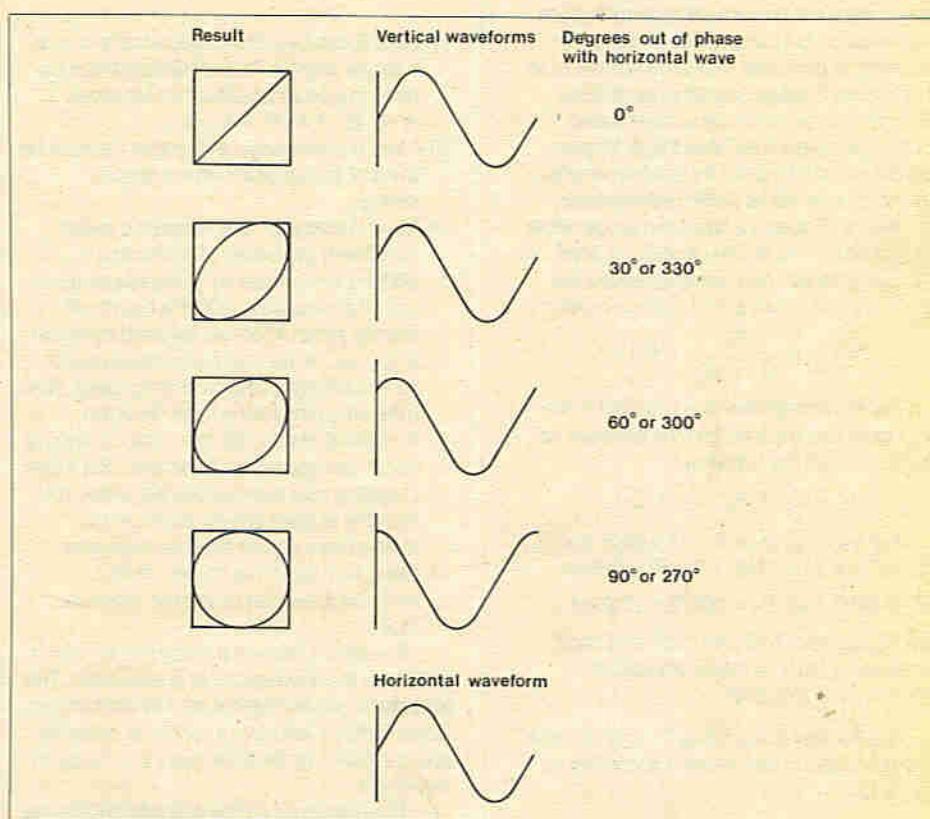 Result
Vertical waveforms
Degrees out of phase
with horizontal wave
0°
30° or 330°
60° or 300°
90° or 270°
Horizontal waveform